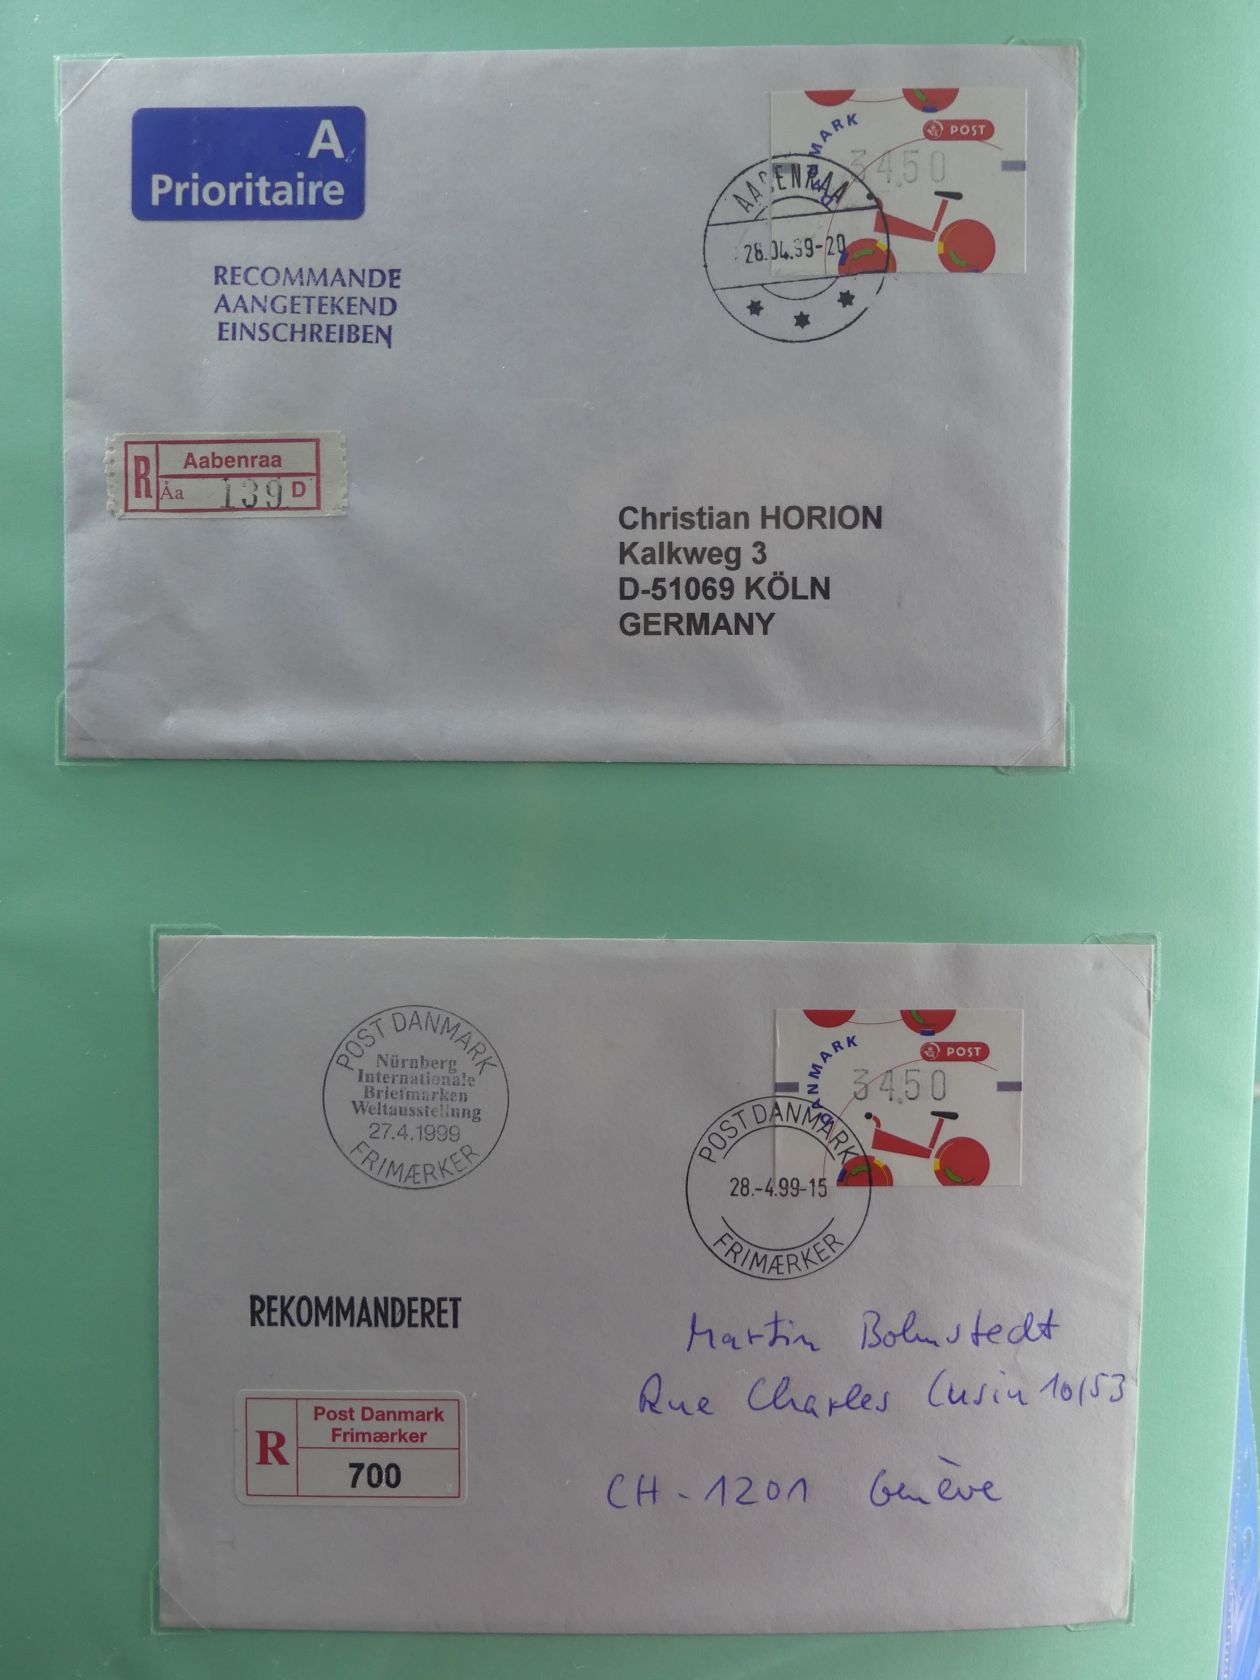 A
Prioritaire
RECOMMANDE
AANGETEKEND
EINSCHREIBEN
R
Aabenraa
Åa 139 D
DANMARK
POST
34.50
AABENRAA
28.04.99-20
Christian HORION
Kalkweg 3
D-51069 KÖLN
GERMANY
POST DANMARK
Nürnberg
Internationale
Briefmarken
Weltausstellung
27.4.1999
FRIMÆRKER
DANMARK
POST
34.50
POST DANMARK
28.-4.99-15
FRIMÆRKER
REKOMMANDERET
R
Post Danmark
Frimærker
700
Martin Bohnstedt
Rue Charles Cusin 10/53
CH-1201 Genève